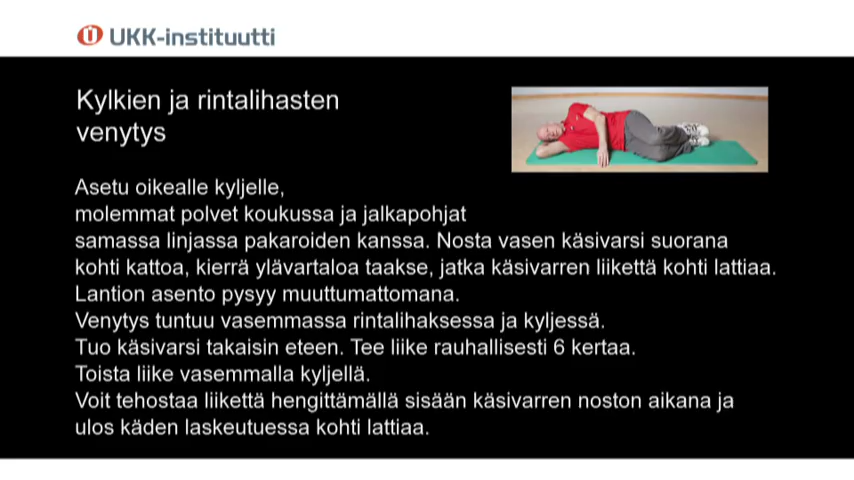 UKK-instituutti
Kylkien ja rintalihasten
venytys
Asetu oikealle kyljelle,
molemmat polvet koukussa ja jalkapohjat
samassa linjassa pakaroiden kanssa. Nosta vasen käsivarsi suorana
kohti kattoa, kierrä ylävartaloa taakse, jatka käsivarren liikettä kohti lattiaa.
Lantion asento pysyy muuttumattomana.
Venytys tuntuu vasemmassa rintalihaksessa ja kyljessä.
Tuo käsivarsi takaisin eteen. Tee liike rauhallisesti 6 kertaa.
Toista liike vasemmalla kyljellä.
Voit tehostaa liikettä hengittämällä sisään käsivarren noston aikana ja
ulos käden laskeutuessa kohti lattiaa.